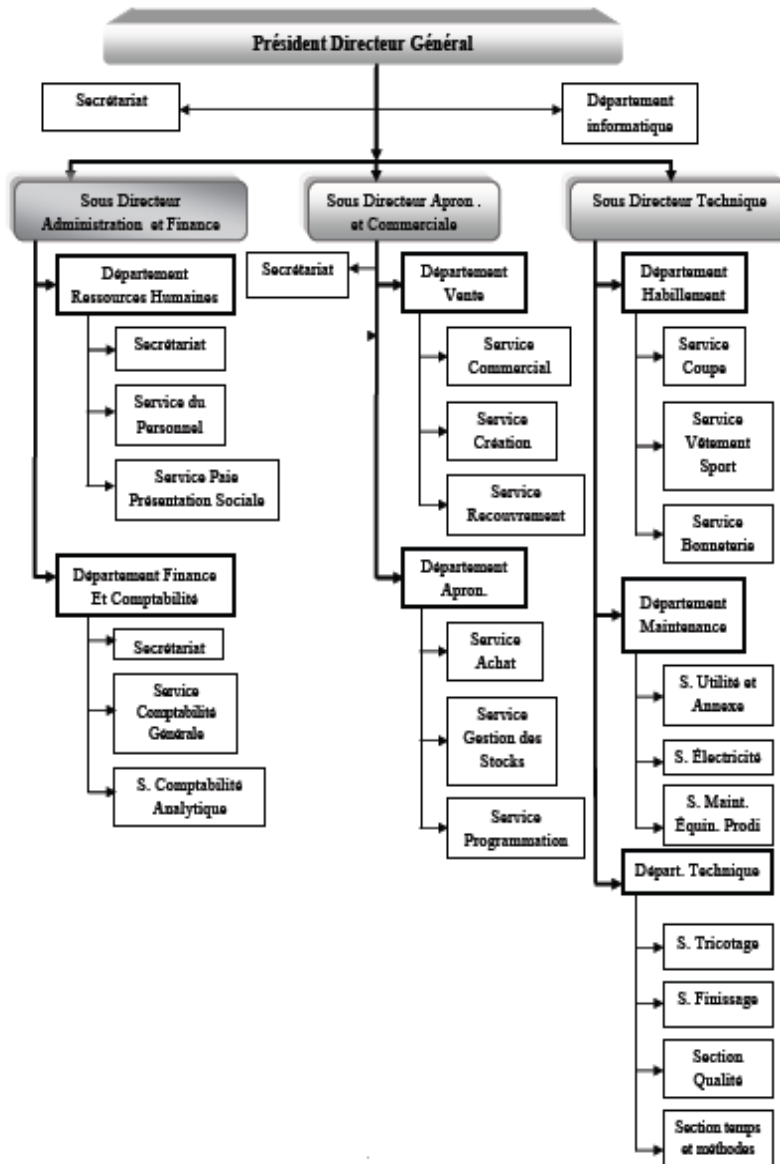 Président Directeur Général
Secrétariat
Département
informatique
Sous Directeur
Administration et Finance
Sous Directeur Apron .
et Commerciale
Sous Directeur Technique
Département
Ressources Humaines
Secrétariat
Service du
Personnel
Service Paie
Présentation Sociale
Département Finance
Et Comptabilité
Secrétariat
Service
Comptabilité
Générale
S. Comptabilité
Analytique
Secrétariat
Département
Vente
Service
Commercial
Service
Création
Service
Recouvrement
Département
Apron.
Service
Achat
Service
Gestion des
Stocks
Service
Programmation
Département
Habillement
Service
Coupe
Service
Vêtement
Sport
Service
Bonneterie
Département
Maintenance
S. Utilité et
Annexe
S. Électricité
S. Maint.
Équin. Prodi
Départ. Technique
S. Tricotage
S. Finissage
Section
Qualité
Section temps
et méthodes